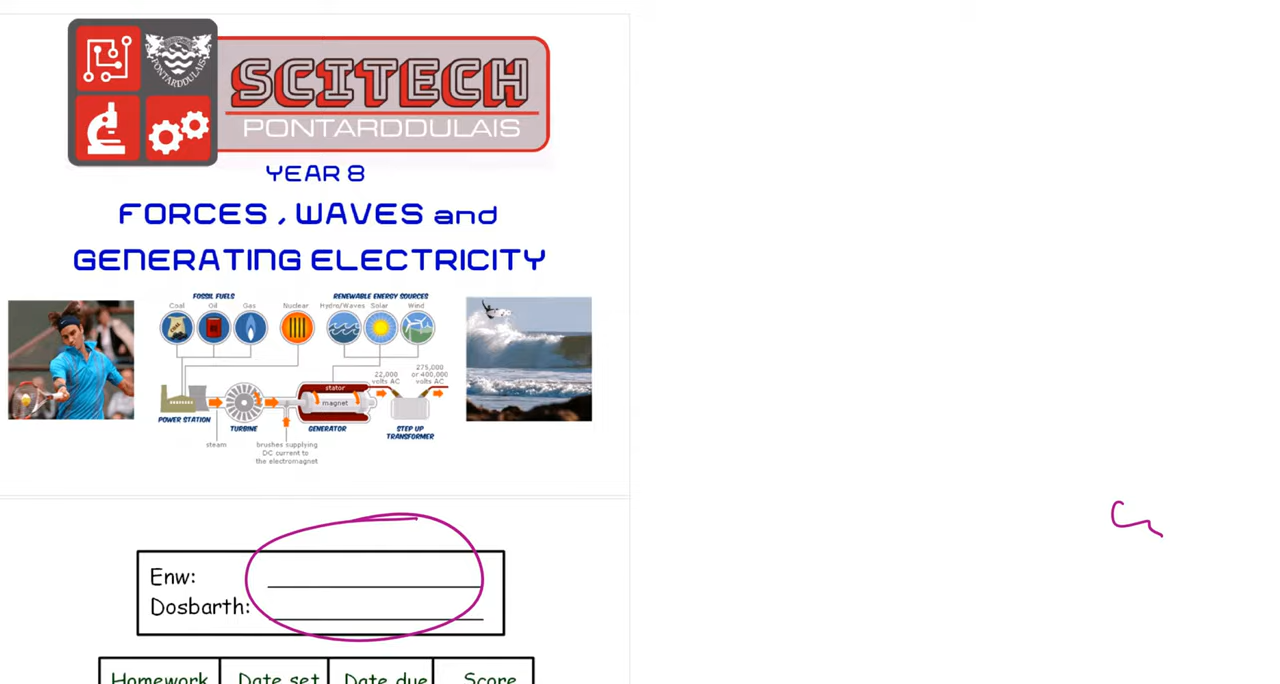 PONTARDDULAIS
SCITECH
PONTARDDULAIS
YEAR 8
FORCES, WAVES and
GENERATING ELECTRICITY
FOSSIL FUELS
RENEWABLE ENERGY SOURCES
Coal Oil Gas Nuclear Hydro/Waves Solar Wind
22,000
volts AC
275,000
or 400,000
volts AC
stator
magnet
POWER STATION
TURBINE
GENERATOR
STEP UP
TRANSFORMER
steam
brushes supplying
DC current to
the electromagnet
Enw:
Dosbarth:
Homework Date set Date due Score